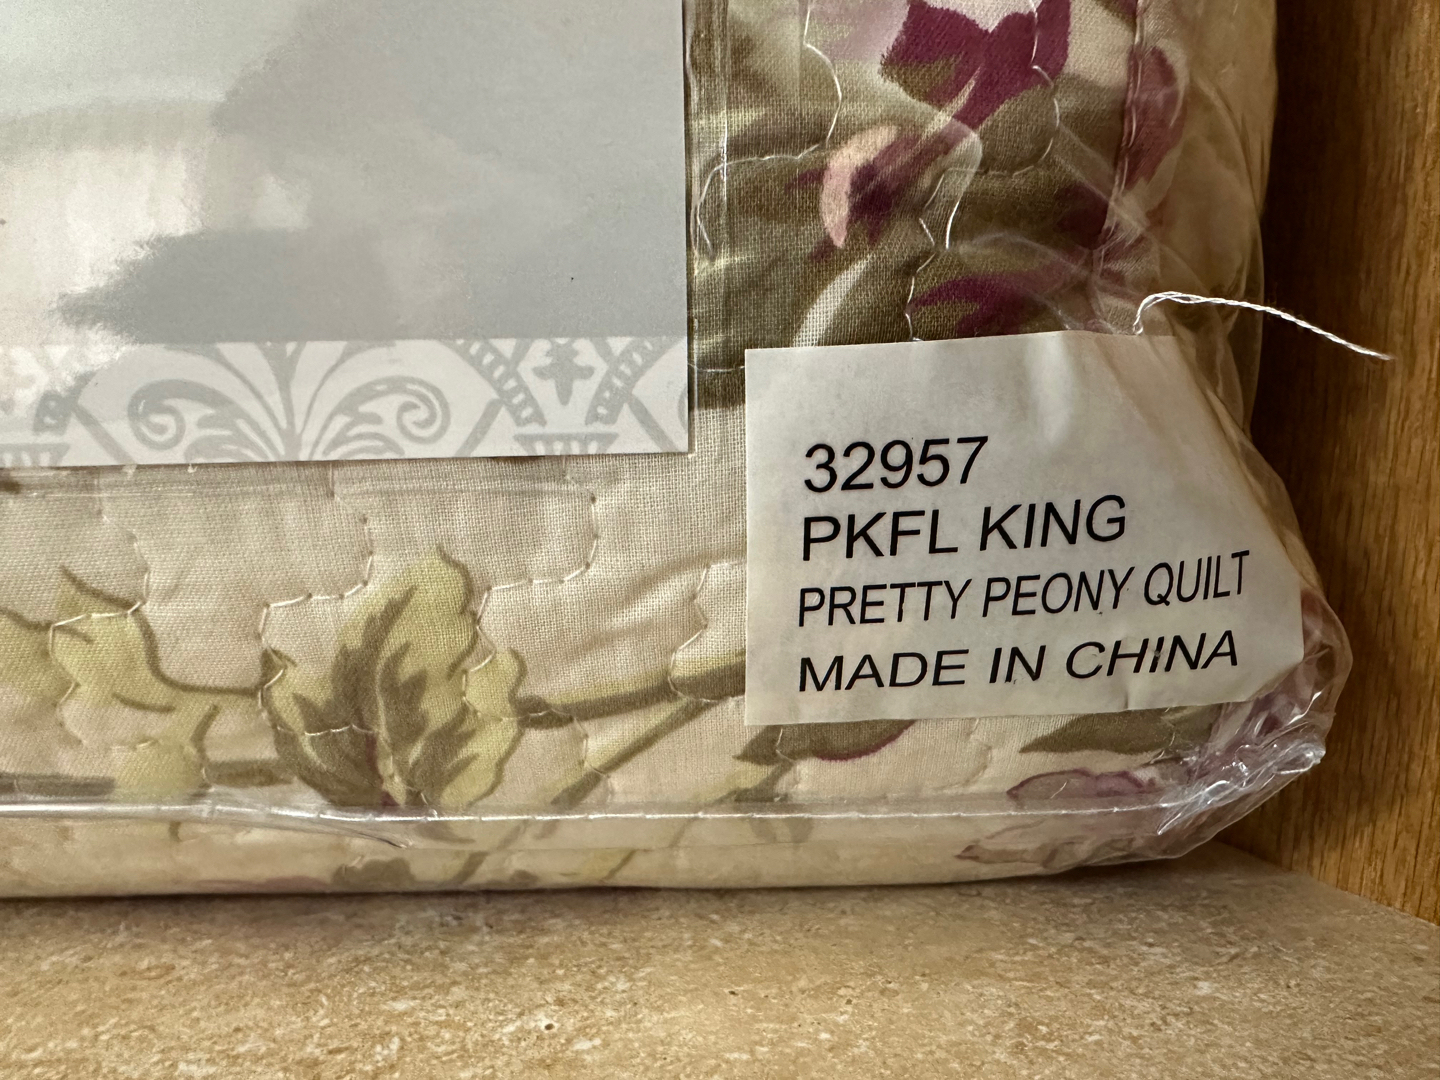 32957
PKFL KING
PRETTY PEONY QUILT
MADE IN CHINA